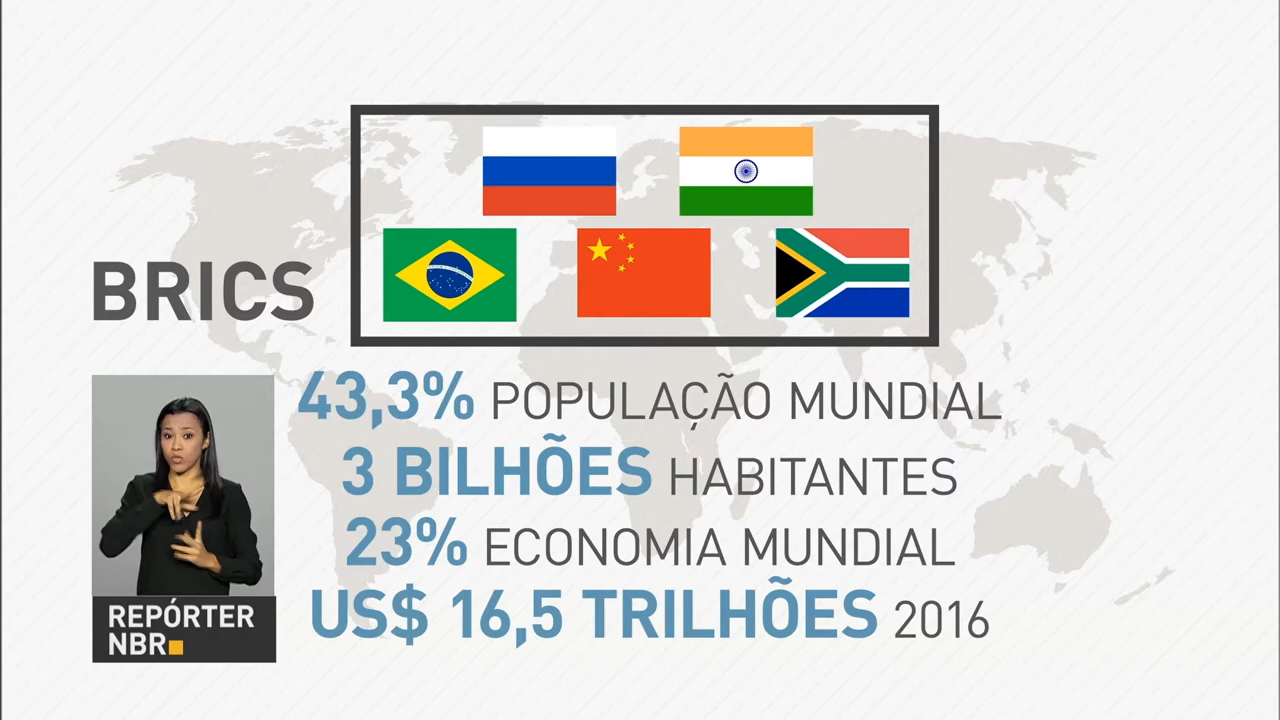 BRICS
43,3% POPULAÇÃO MUNDIAL
3 BILHÕES HABITANTES
23% ECONOMIA MUNDIAL
US$ 16,5 TRILHÕES 2016
REPÓRTER
NBR